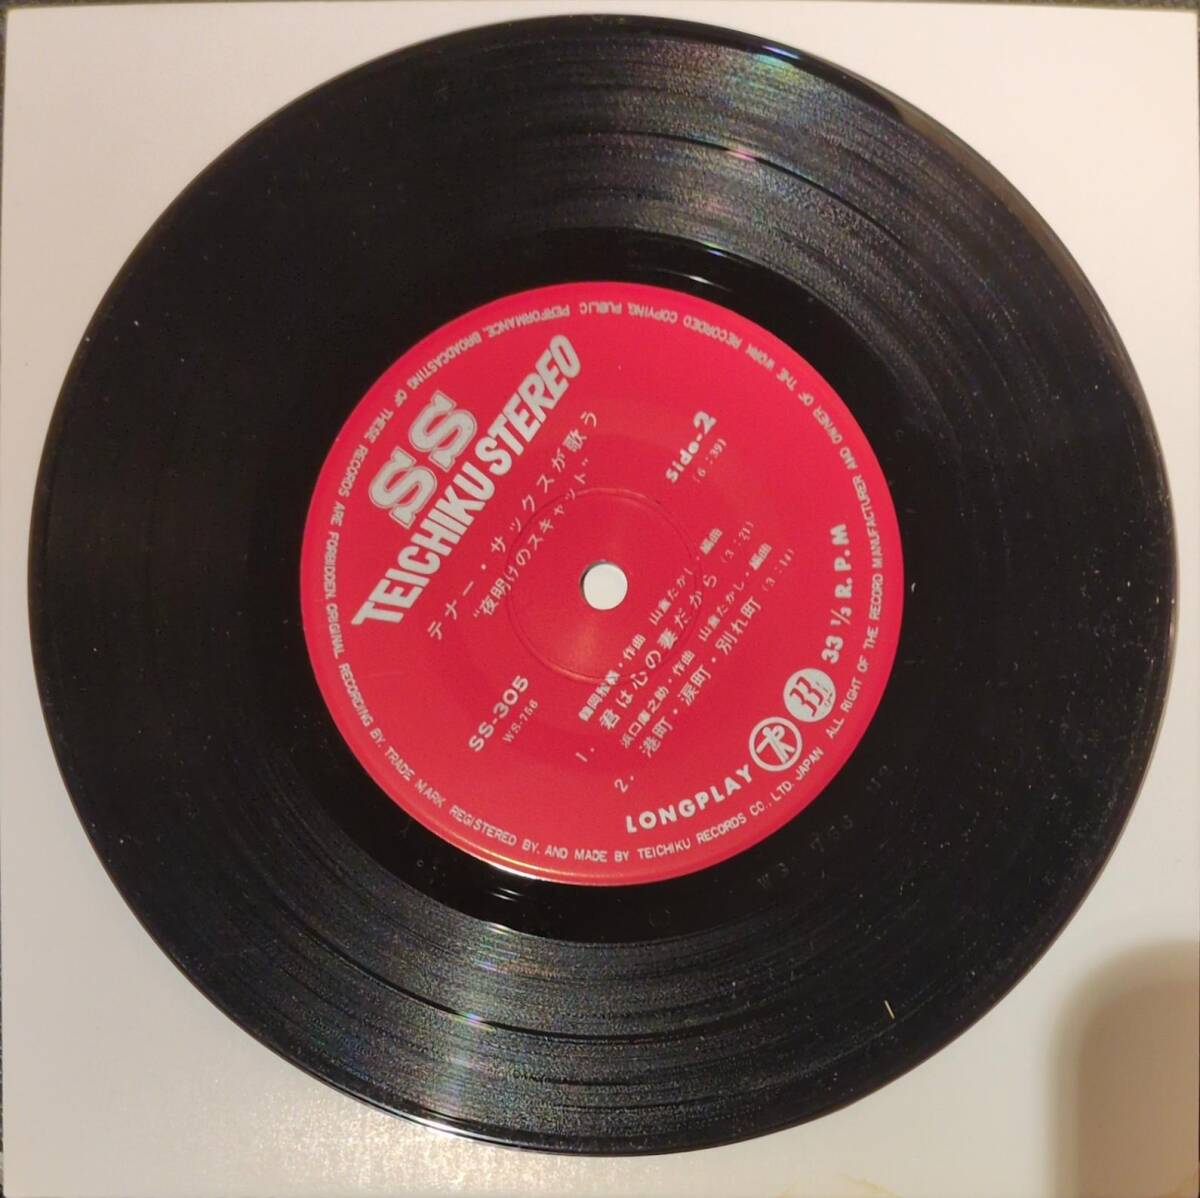 SS
TEICHIKU STEREO
テナー・サックスが歌う
"夜明けのスキャット"
Side-2
(6:39)
SS-305
WS-756
鶴岡雅義・作曲 山倉たかし・編曲
1. 君は心の妻だから (3:21)
浜口庫之助・作曲 山倉たかし・編曲
2. 港町・涙町・別れ町 (3:14)
LONGPLAY
33 1/3 R.P.M
ALL RIGHT OF THE RECORD MANUFACTURER AND OWNER OF THE WORK RECORDED COPYING, PUBLIC PERFORMANCE, BROADCASTING OF THESE RECORDS ARE FORBIDDEN, ORIGINAL RECORDING BY, TRADE MARK REGISTERED BY, AND MADE BY TEICHIKU RECORDS CO., LTD. JAPAN